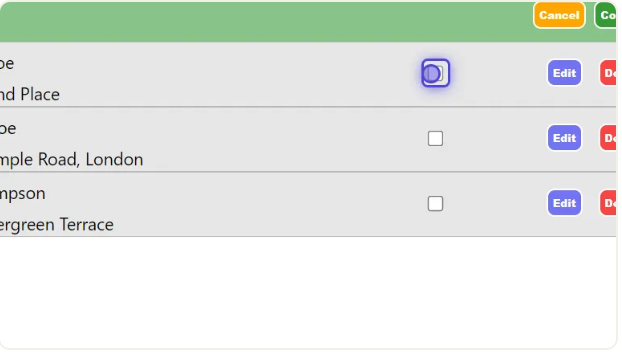 Cancel Co
oe
Edit De
nd Place
oe
Edit De
mple Road, London
mpson
Edit De
ergreen Terrace